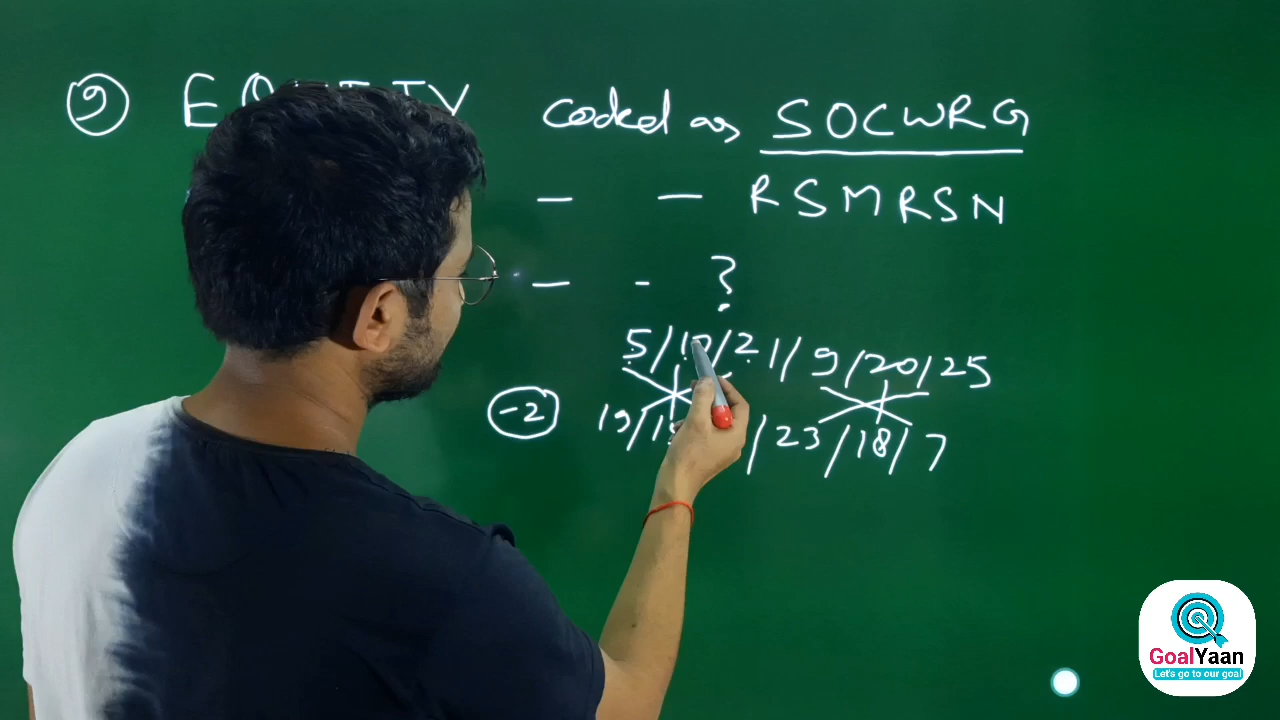 9 coded as SOCWRG
— — RSMRSN
— - ?
5/17/21/9/20/25
-2 19/15 /23/18/7
GoalYaan
Let's go to our goal